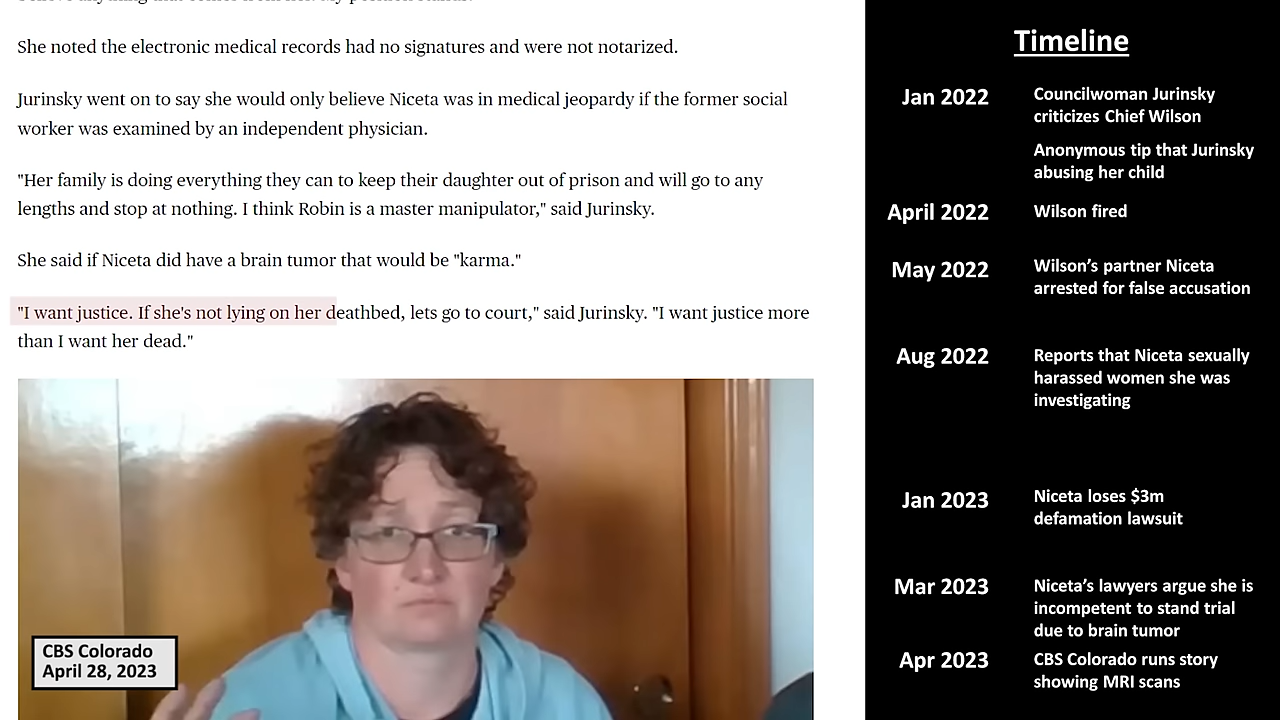 She noted the electronic medical records had no signatures and were not notarized.
Jurinsky went on to say she would only believe Niceta was in medical jeopardy if the former social
worker was examined by an independent physician.
"Her family is doing everything they can to keep their daughter out of prison and will go to any
lengths and stop at nothing. I think Robin is a master manipulator," said Jurinsky.
She said if Niceta did have a brain tumor that would be "karma."
"I want justice. If she's not lying on her deathbed, lets go to court," said Jurinsky. "I want justice more
than I want her dead."
CBS Colorado
April 28, 2023
Timeline
Jan 2022
Councilwoman Jurinsky
criticizes Chief Wilson
Anonymous tip that Jurinsky
abusing her child
April 2022
Wilson fired
May 2022
Wilson’s partner Niceta
arrested for false accusation
Aug 2022
Reports that Niceta sexually
harassed women she was
investigating
Jan 2023
Niceta loses $3m
defamation lawsuit
Mar 2023
Niceta’s lawyers argue she is
incompetent to stand trial
due to brain tumor
Apr 2023
CBS Colorado runs story
showing MRI scans